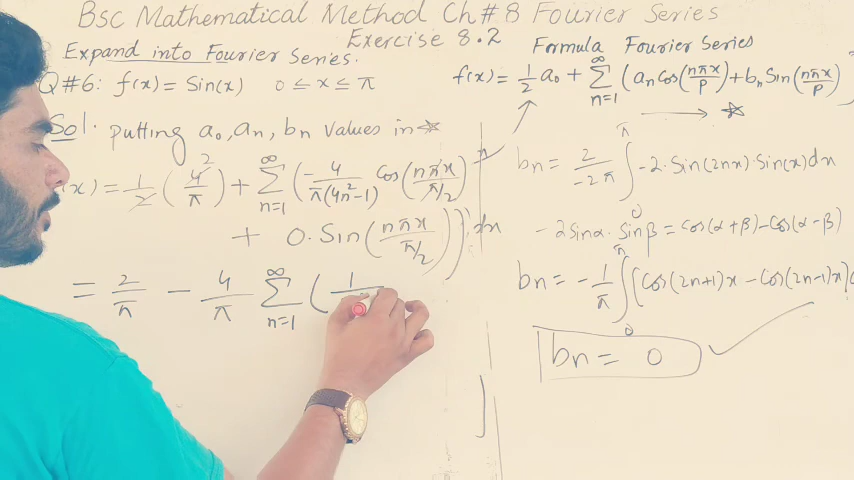 Bsc Mathematical Method Ch#8 Fourier Series
Exercise 8.2
Expand into Fourier Series.
Q#6: f(x) = Sin(x) 0 ≤ x ≤ π
Sol: putting a₀, aₙ, bₙ values in ☆
(x) = 1/2 (4/π) + ∑_{n=1}^{∞} (-4/π(4n²-1) Cos(nπx/π/2)
+ 0. Sin(nπx/π/2)) dx
= 2/π - 4/π ∑_{n=1}^{∞} (1
Formula Fourier Series
f(x) = 1/2 a₀ + ∑_{n=1}^{∞} (aₙ Cos(nπx/P) + bₙ Sin(nπx/P)
☆
bn = 2/-2π ∫_0^π -2. Sin(2nx). Sin(x) dx
-2 Sinα. Sinβ = Cos(α+β) - Cos(α-β)
bn = -1/π ∫_0^π (Cos(2n+1)x - Cos(2n-1)x)
bn = 0